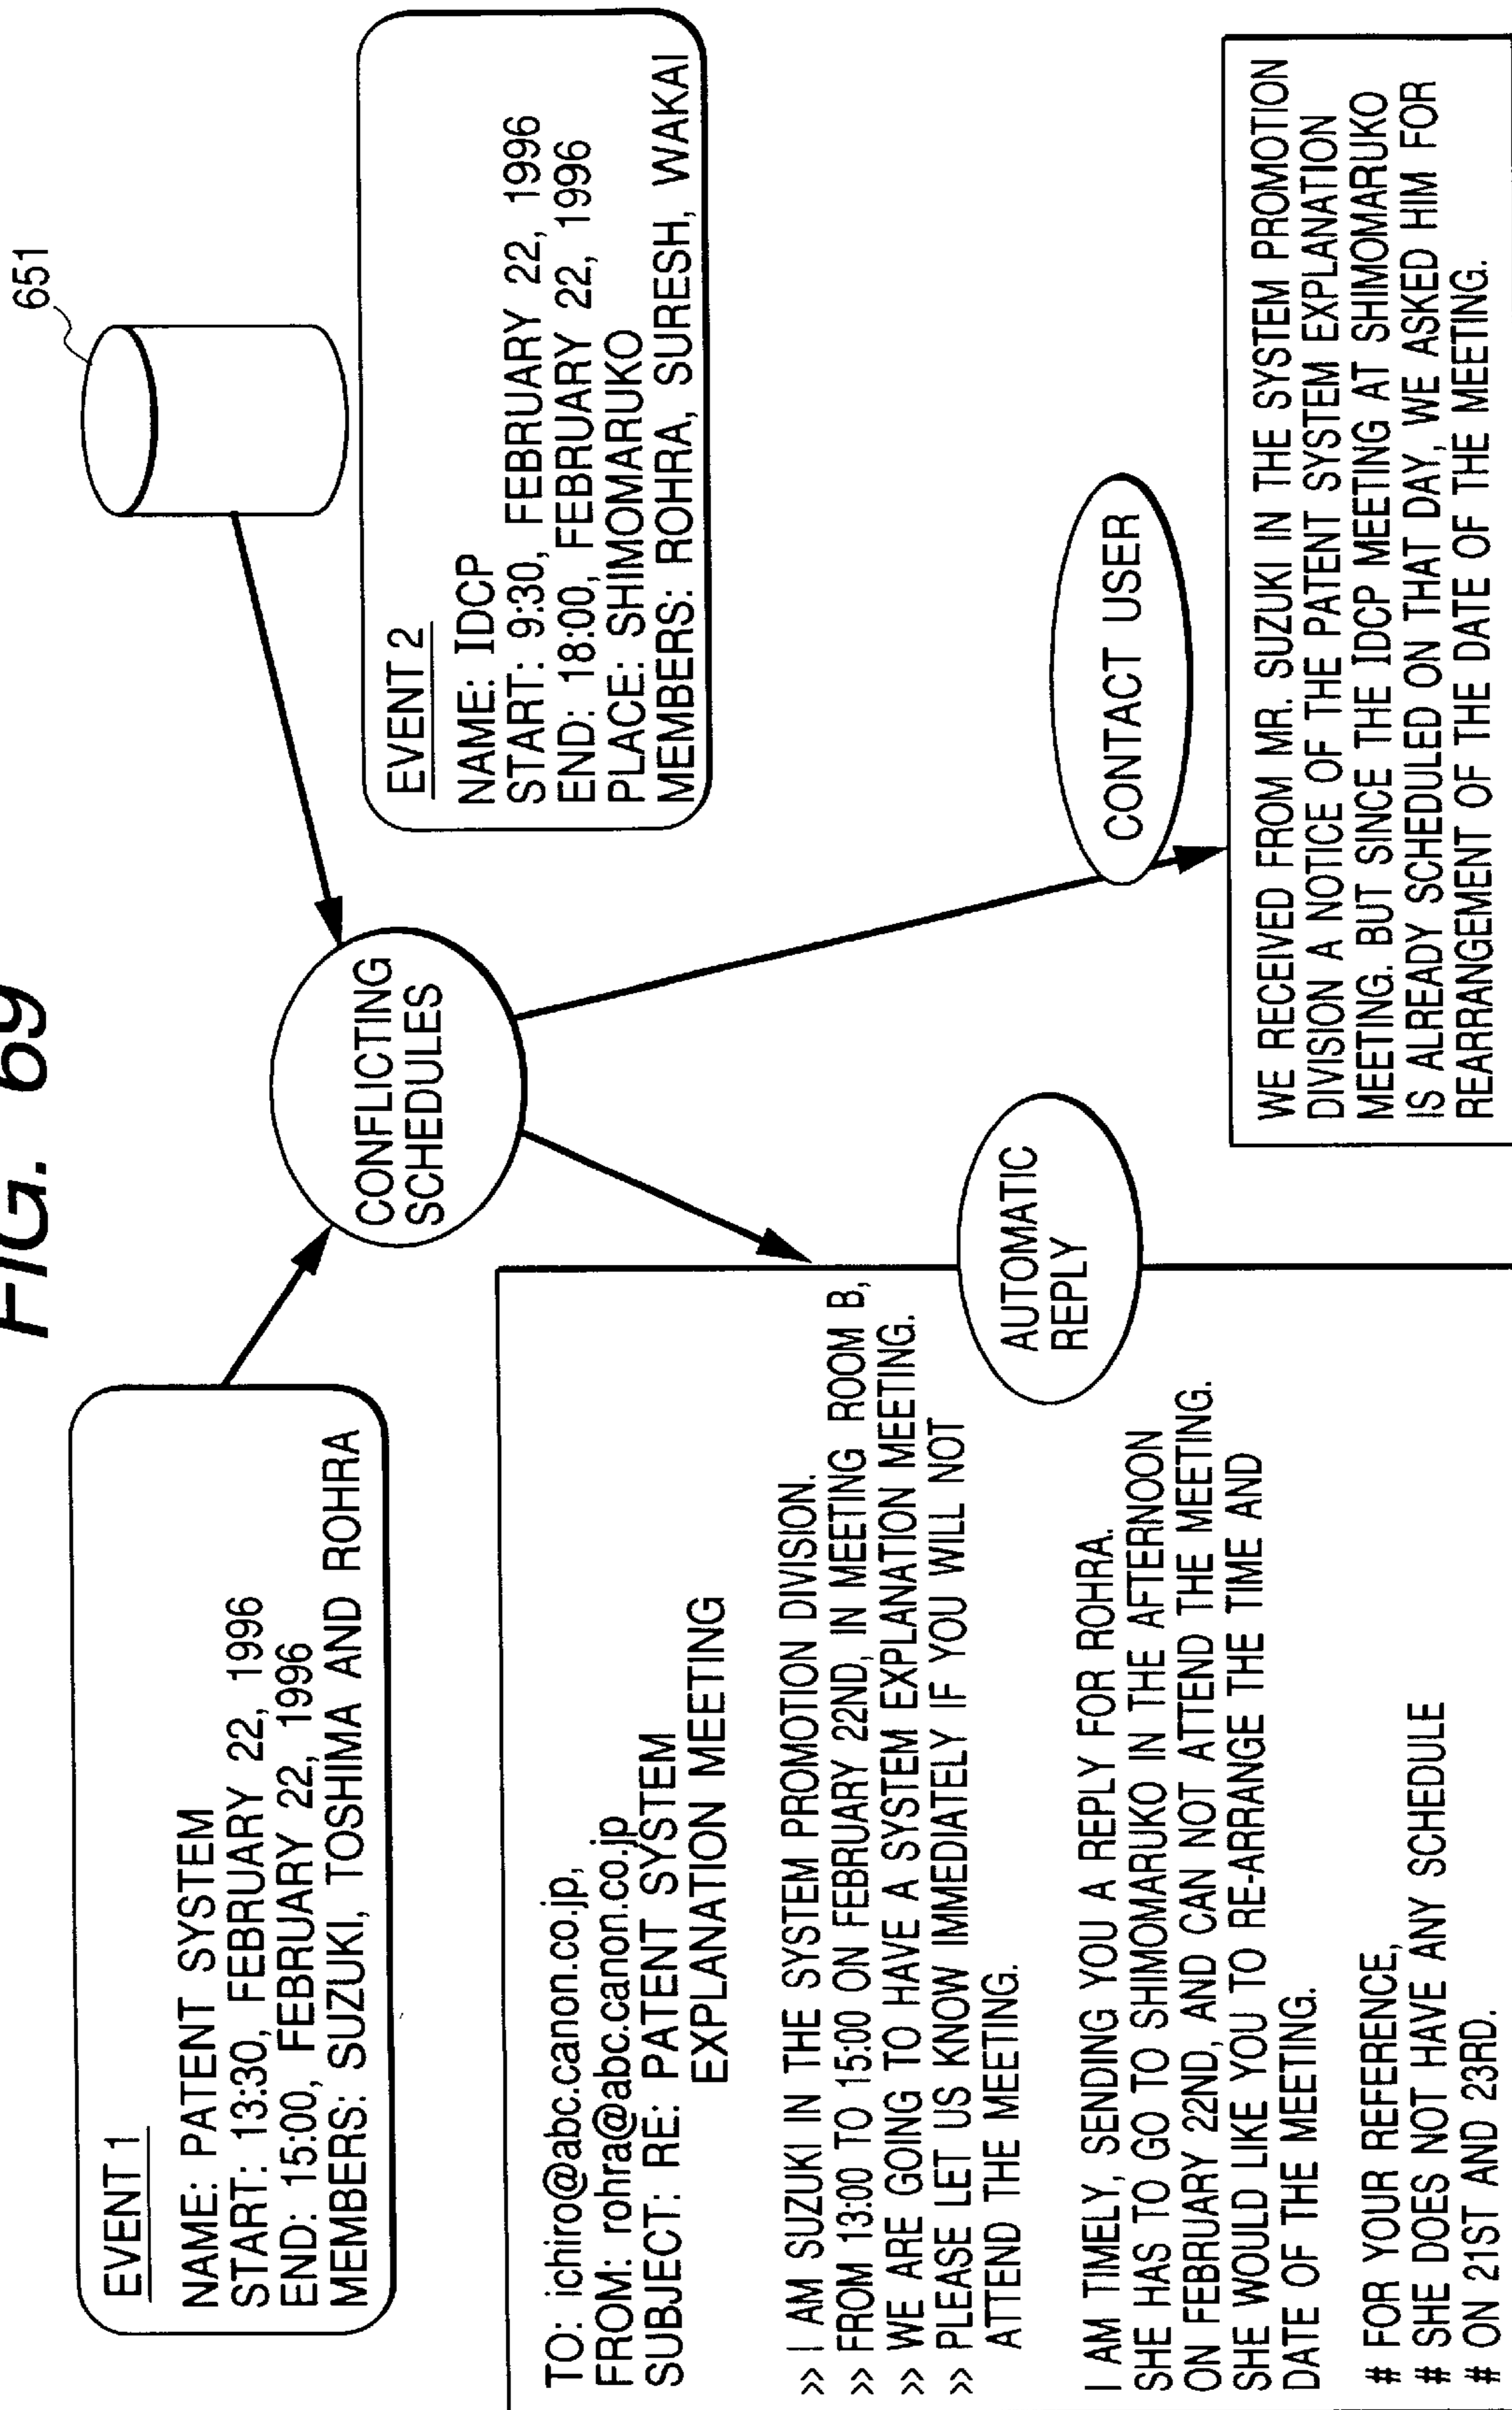 FIG. 69
651
EVENT 1
NAME: PATENT SYSTEM
START: 13:30, FEBRUARY 22, 1996
END: 15:00, FEBRUARY 22, 1996
MEMBERS: SUZUKI, TOSHIMA AND ROHRA
CONFLICTING
SCHEDULES
EVENT 2
NAME: IDCP
START: 9:30, FEBRUARY 22, 1996
END: 18:00, FEBRUARY 22, 1996
PLACE: SHIMOMARUKO
MEMBERS: ROHRA, SURESH, WAKAI
TO: ichiro@abc.canon.co.jp,
FROM: rohra@abc.canon.co.jp
SUBJECT: RE: PATENT SYSTEM
EXPLANATION MEETING
>> I AM SUZUKI IN THE SYSTEM PROMOTION DIVISION.
>> FROM 13:00 TO 15:00 ON FEBRUARY 22ND, IN MEETING ROOM B,
>> WE ARE GOING TO HAVE A SYSTEM EXPLANATION MEETING.
>> PLEASE LET US KNOW IMMEDIATELY IF YOU WILL NOT
ATTEND THE MEETING.
I AM TIMELY, SENDING YOU A REPLY FOR ROHRA.
SHE HAS TO GO TO SHIMOMARUKO IN THE AFTERNOON
ON FEBRUARY 22ND, AND CAN NOT ATTEND THE MEETING.
SHE WOULD LIKE YOU TO RE-ARRANGE THE TIME AND
DATE OF THE MEETING.
# FOR YOUR REFERENCE,
# SHE DOES NOT HAVE ANY SCHEDULE
# ON 21ST AND 23RD.
AUTOMATIC
REPLY
CONTACT USER
WE RECEIVED FROM MR. SUZUKI IN THE SYSTEM PROMOTION
DIVISION A NOTICE OF THE PATENT SYSTEM EXPLANATION
MEETING. BUT SINCE THE IDCP MEETING AT SHIMOMARUKO
IS ALREADY SCHEDULED ON THAT DAY, WE ASKED HIM FOR
REARRANGEMENT OF THE DATE OF THE MEETING.